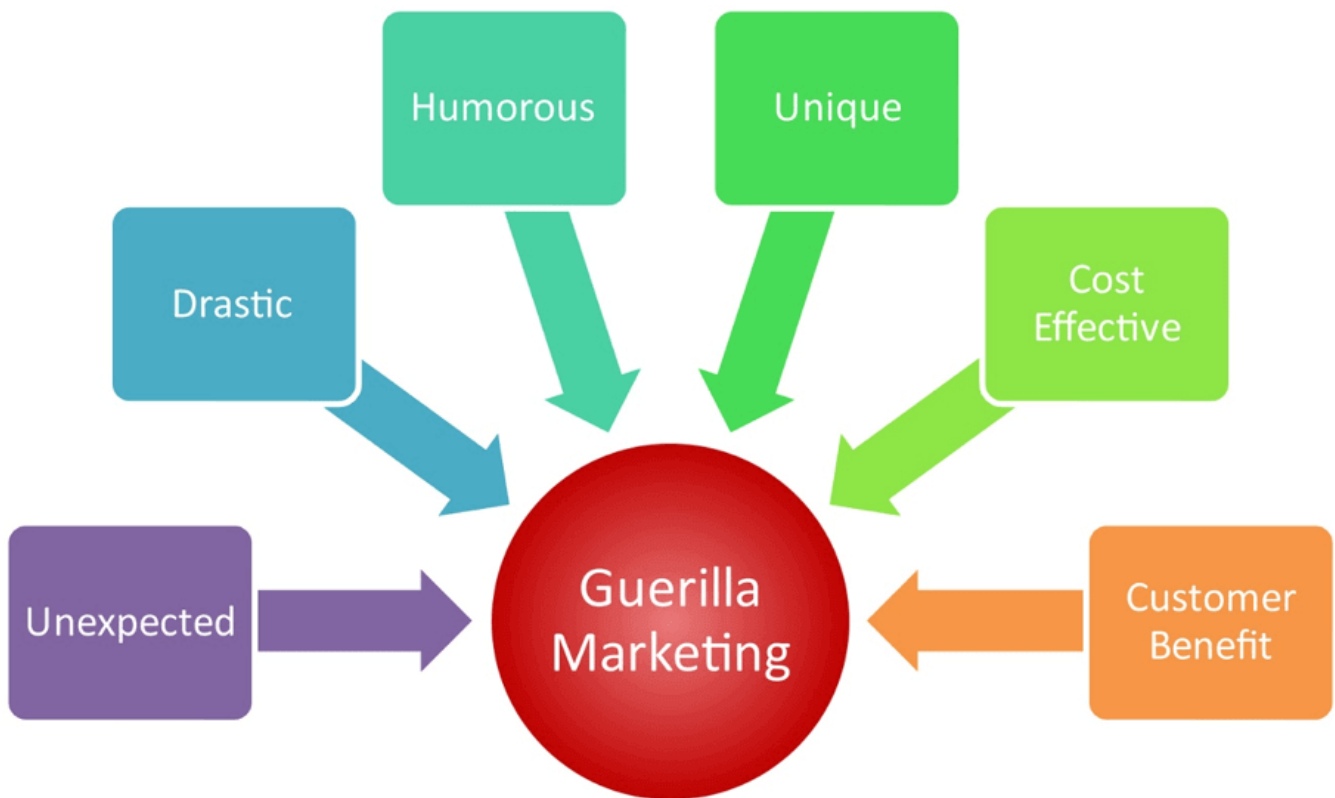 Humorous
Unique
Drastic
Cost
Effective
Unexpected
Guerilla
Marketing
Customer
Benefit